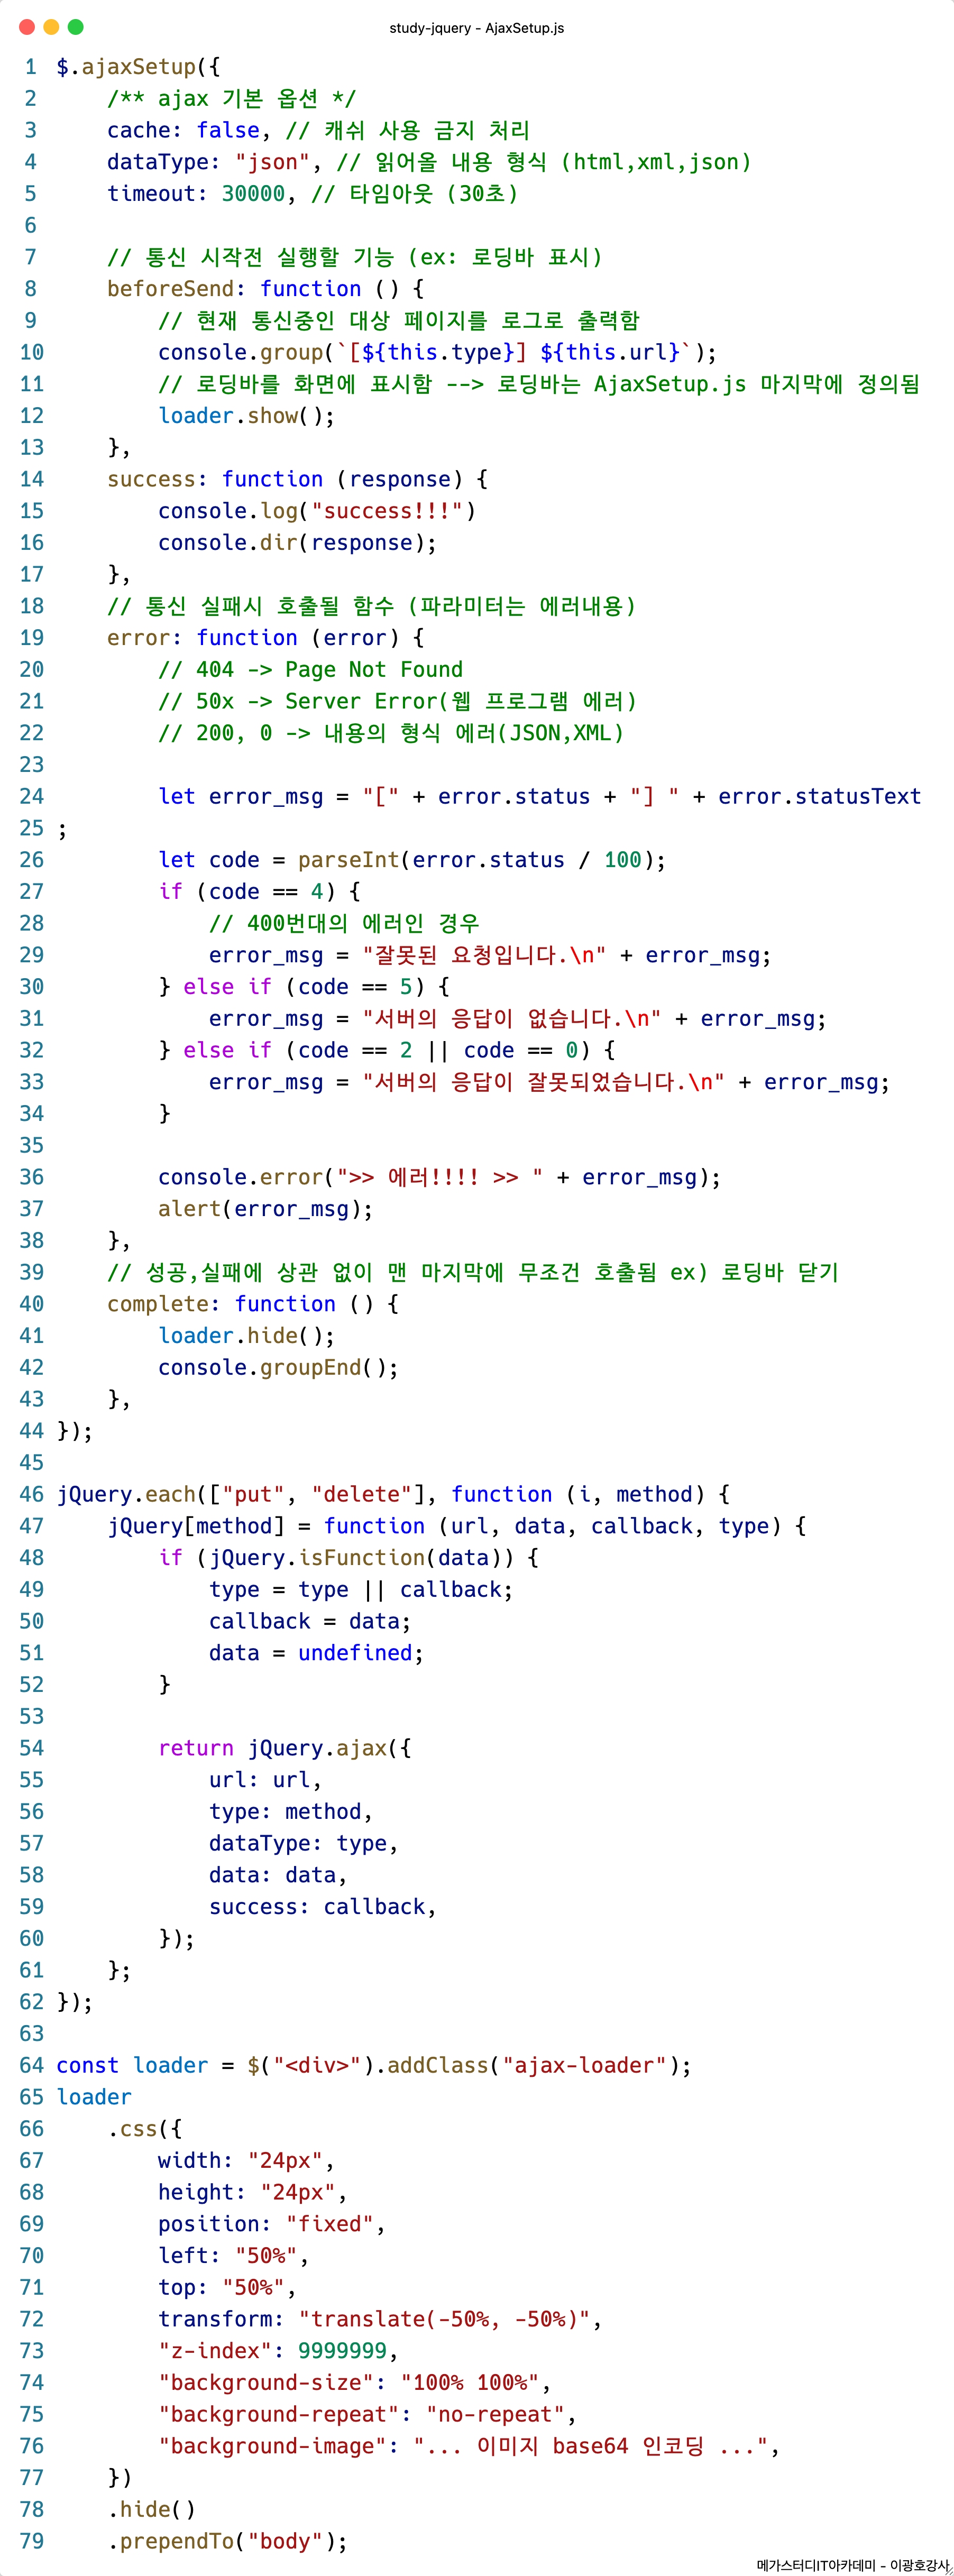 study-jquery - AjaxSetup.js
1 $.ajaxSetup({
2     /** ajax 기본 옵션 */
3     cache: false, // 캐쉬 사용 금지 처리
4     dataType: "json", // 읽어올 내용 형식 (html,xml,json)
5     timeout: 30000, // 타임아웃 (30초)
6
7     // 통신 시작전 실행할 기능 (ex: 로딩바 표시)
8     beforeSend: function () {
9         // 현재 통신중인 대상 페이지를 로그로 출력함
10         console.group(`[${this.type}] ${this.url}`);
11         // 로딩바를 화면에 표시함 --> 로딩바는 AjaxSetup.js 마지막에 정의됨
12         loader.show();
13     },
14     success: function (response) {
15         console.log("success!!!")
16         console.dir(response);
17     },
18     // 통신 실패시 호출될 함수 (파라미터는 에러내용)
19     error: function (error) {
20         // 404 -> Page Not Found
21         // 50x -> Server Error(웹 프로그램 에러)
22         // 200, 0 -> 내용의 형식 에러(JSON,XML)
23
24         let error_msg = "[" + error.status + "] " + error.statusText
25 ;
26         let code = parseInt(error.status / 100);
27         if (code == 4) {
28             // 400번대의 에러인 경우
29             error_msg = "잘못된 요청입니다.\n" + error_msg;
30         } else if (code == 5) {
31             error_msg = "서버의 응답이 없습니다.\n" + error_msg;
32         } else if (code == 2 || code == 0) {
33             error_msg = "서버의 응답이 잘못되었습니다.\n" + error_msg;
34         }
35
36         console.error(">> 에러!!!! >> " + error_msg);
37         alert(error_msg);
38     },
39     // 성공,실패에 상관 없이 맨 마지막에 무조건 호출됨 ex) 로딩바 닫기
40     complete: function () {
41         loader.hide();
42         console.groupEnd();
43     },
44 });
45
46 jQuery.each(["put", "delete"], function (i, method) {
47     jQuery[method] = function (url, data, callback, type) {
48         if (jQuery.isFunction(data)) {
49             type = type || callback;
50             callback = data;
51             data = undefined;
52         }
53
54         return jQuery.ajax({
55             url: url,
56             type: method,
57             dataType: type,
58             data: data,
59             success: callback,
60         });
61     };
62 });
63
64 const loader = $("<div>").addClass("ajax-loader");
65 loader
66     .css({
67         width: "24px",
68         height: "24px",
69         position: "fixed",
70         left: "50%",
71         top: "50%",
72         transform: "translate(-50%, -50%)",
73         "z-index": 9999999,
74         "background-size": "100% 100%",
75         "background-repeat": "no-repeat",
76         "background-image": "... 이미지 base64 인코딩 ...",
77     })
78     .hide()
79     .prependTo("body");
메가스터디IT아카데미 - 이광호강사